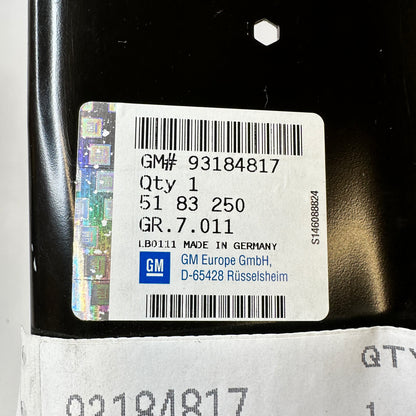 GM# 93184817
Qty 1
51 83 250
GR.7.011
LB0111 MADE IN GERMANY
GM
GM Europe GmbH,
D-65428 Rüsselsheim
S146088824
QTY
93184817
1